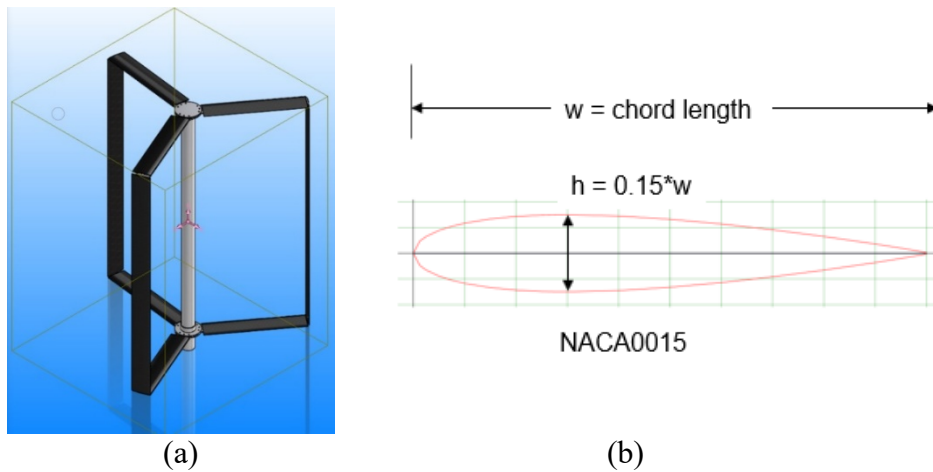 w = chord length
h = 0.15*w
NACA0015
(a)
(b)